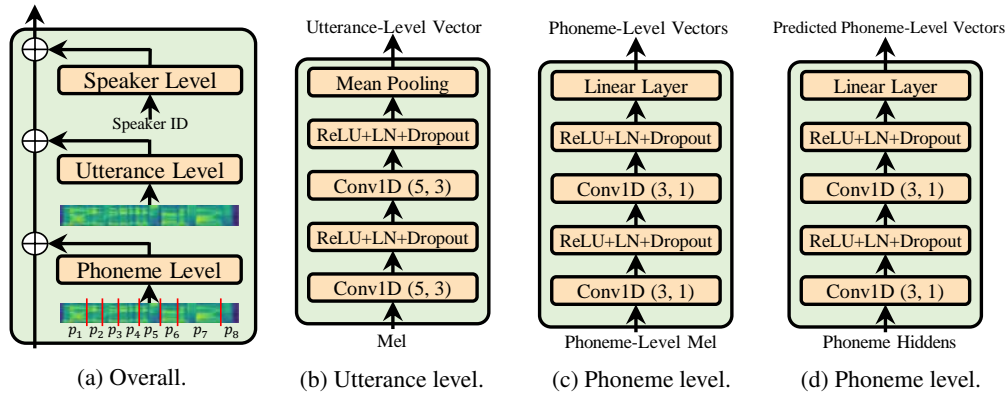 Speaker Level
Speaker ID
Utterance Level
Phoneme Level
p1 p2 p3 p4 p5 p6 p7 p8
(a) Overall.
Utterance-Level Vector
Mean Pooling
ReLU+LN+Dropout
Conv1D (5, 3)
ReLU+LN+Dropout
Conv1D (5, 3)
Mel
(b) Utterance level.
Phoneme-Level Vectors
Linear Layer
ReLU+LN+Dropout
Conv1D (3, 1)
ReLU+LN+Dropout
Conv1D (3, 1)
Phoneme-Level Mel
(c) Phoneme level.
Predicted Phoneme-Level Vectors
Linear Layer
ReLU+LN+Dropout
Conv1D (3, 1)
ReLU+LN+Dropout
Conv1D (3, 1)
Phoneme Hiddens
(d) Phoneme level.